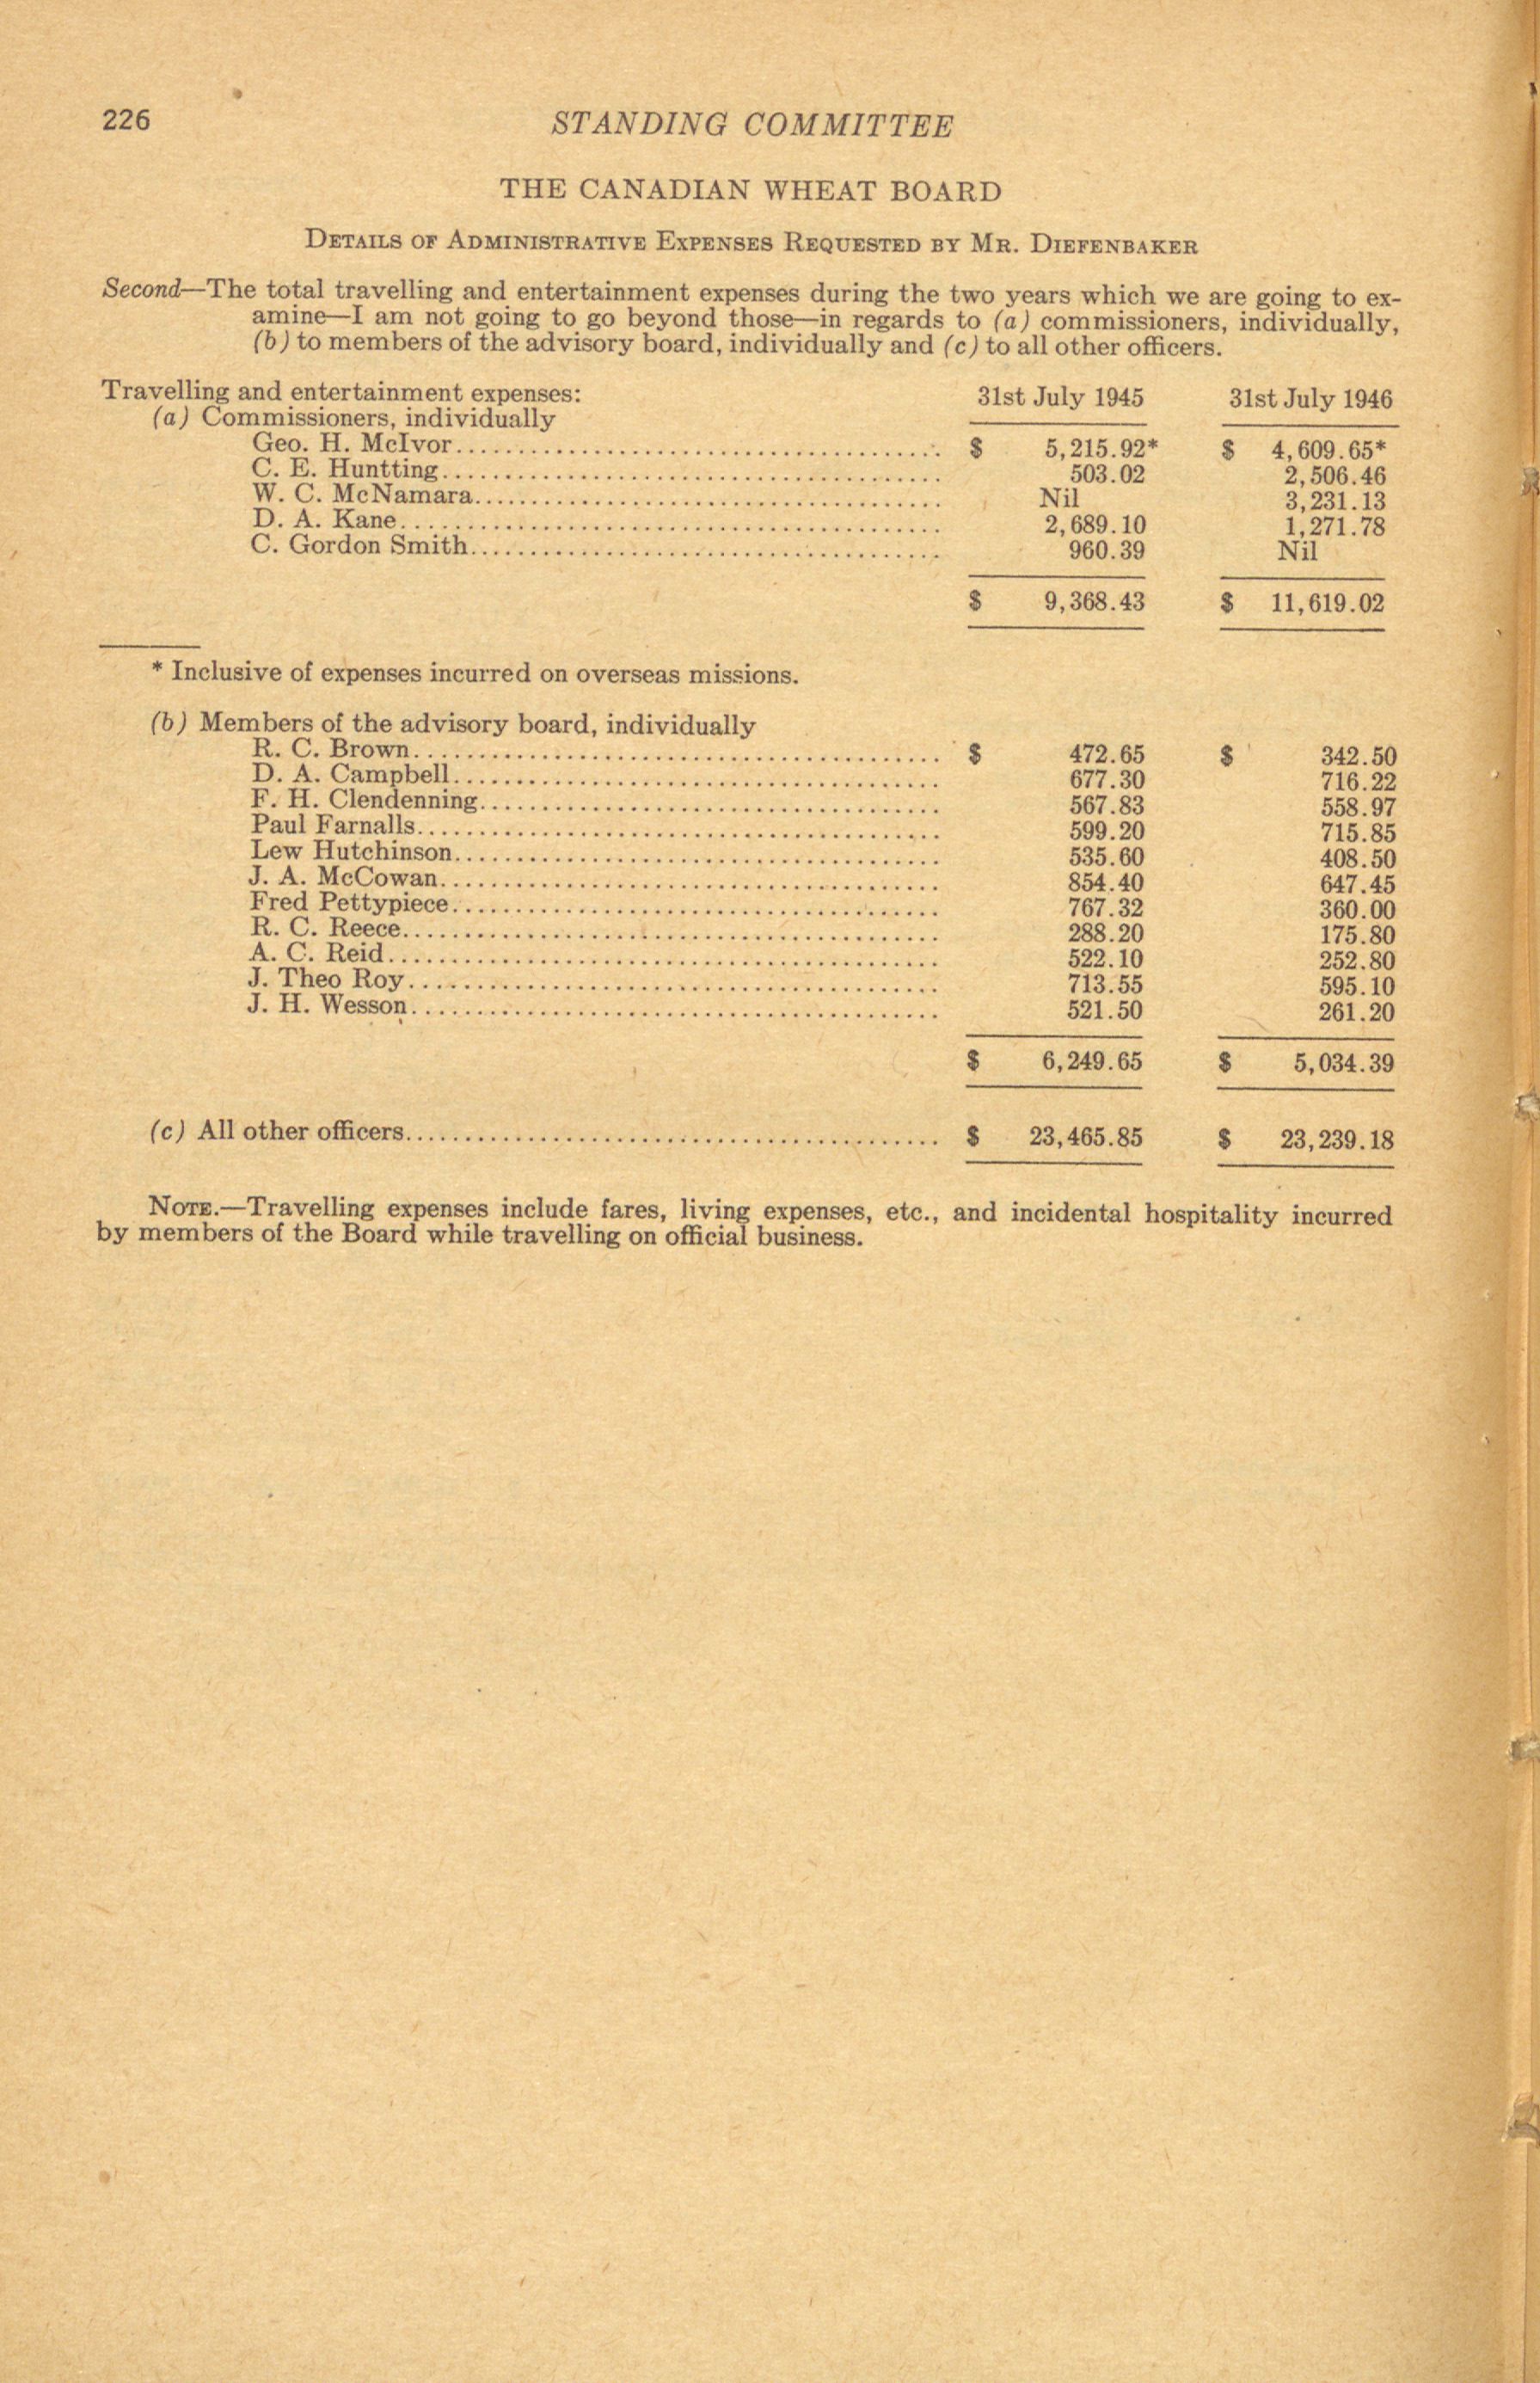 226
STANDING COMMITTEE
THE CANADIAN WHEAT BOARD
DETAILS OF ADMINISTRATIVE EXPENSES REQUESTED BY MR. DIEFENBAKER
Second—The total travelling and entertainment expenses during the two years which we are going to ex-
amine—I am not going to go beyond those—in regards to (a) commissioners, individually,
(b) to members of the advisory board, individually and (c) to all other officers.
Travelling and entertainment expenses: 31st July 1945 31st July 1946
(a) Commissioners, individually
Geo. H. McIvor $ 5,215.92* $ 4,609.65*
C. E. Huntting 503.02 2,506.46
W. C. McNamara Nil 3,231.13
D. A. Kane 2,689.10 1,271.78
C. Gordon Smith 960.39 Nil
$ 9,368.43 $ 11,619.02
* Inclusive of expenses incurred on overseas missions.
(b) Members of the advisory board, individually
R. C. Brown $ 472.65 $ 342.50
D. A. Campbell 677.30 716.22
F. H. Clendenning 567.83 558.97
Paul Farnalls 599.20 715.85
Lew Hutchinson 535.60 408.50
J. A. McCowan 854.40 647.45
Fred Pettypiece 767.32 360.00
R. C. Reece 288.20 175.80
A. C. Reid 522.10 252.80
J. Theo Roy 713.55 595.10
J. H. Wesson 521.50 261.20
$ 6,249.65 $ 5,034.39
(c) All other officers $ 23,465.85 $ 23,239.18
NOTE.—Travelling expenses include fares, living expenses, etc., and incidental hospitality incurred
by members of the Board while travelling on official business.